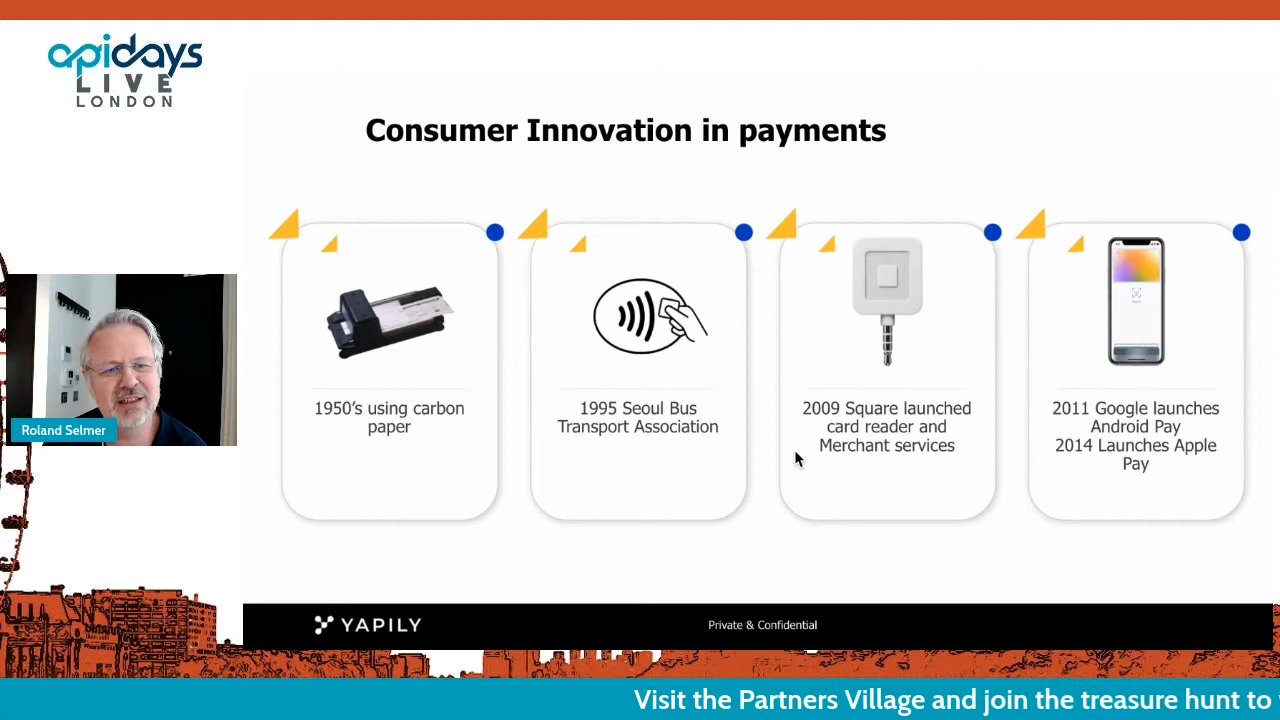 apidays
LIVE
LONDON
Consumer Innovation in payments
1950's using carbon
paper
1995 Seoul Bus
Transport Association
2009 Square launched
card reader and
Merchant services
2011 Google launches
Android Pay
2014 Launches Apple
Pay
Roland Selmer
YAPILY
Private & Confidential
Visit the Partners Village and join the treasure hunt to